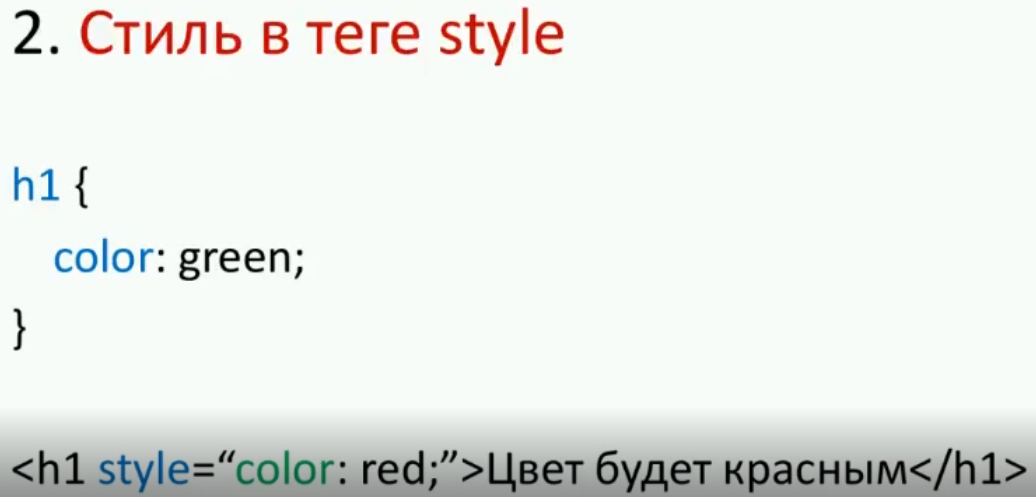 2. Стиль в теге style
h1 {
color: green;
}
<h1 style=“color: red;”>Цвет будет красным</h1>